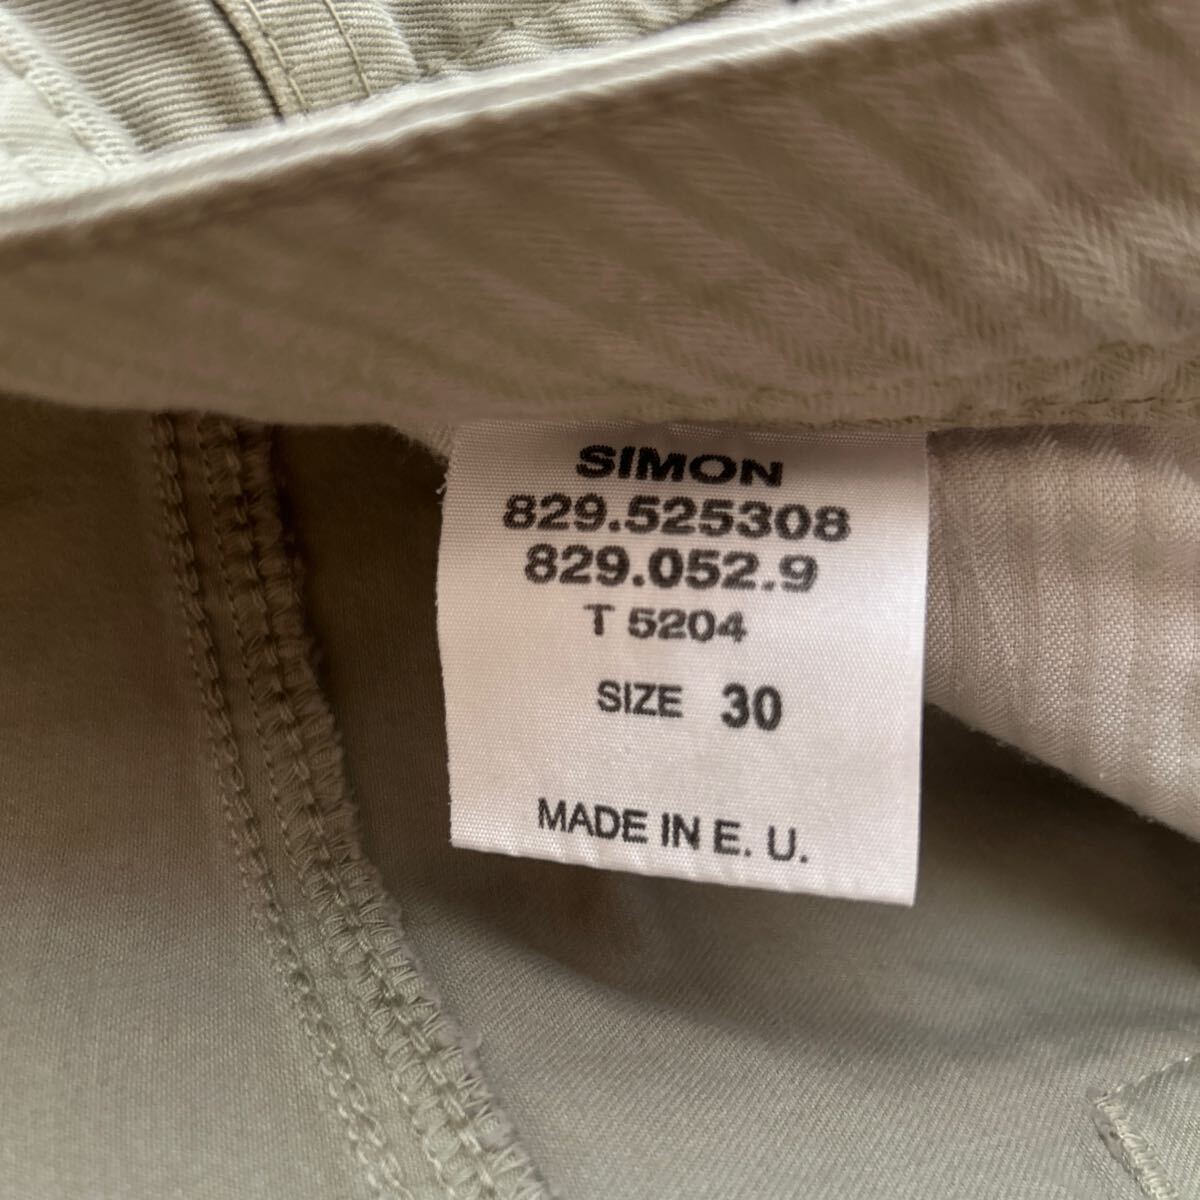 SIMON
829.525308
829.052.9
T 5204
SIZE 30
MADE IN E. U.